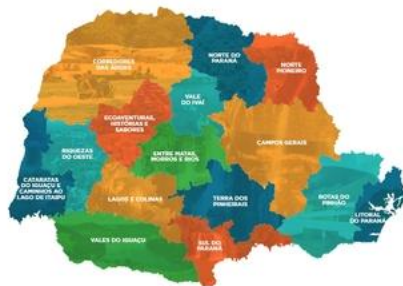 CORREDORES
DAS ÁGUAS
NORTE DO
PARANÁ
NORTE
PIONEIRO
VALE DO
IVAÍ
ECOAVENTURAS,
HISTÓRIAS E
SABORES
CAMPOS GERAIS
RIQUEZAS
DO OESTE
ENTRE MATAS,
MORROS E RIOS
CATARATAS
DO IGUAÇU E
CAMINHOS AO
LAGO DE ITAIPU
LAGOS E COLINAS
TERRA DOS
PINHEIRAIS
ROTAS DO
PINHÃO
LITORAL
DO PARANÁ
VALES DO IGUAÇU
SUL DO
PARANÁ